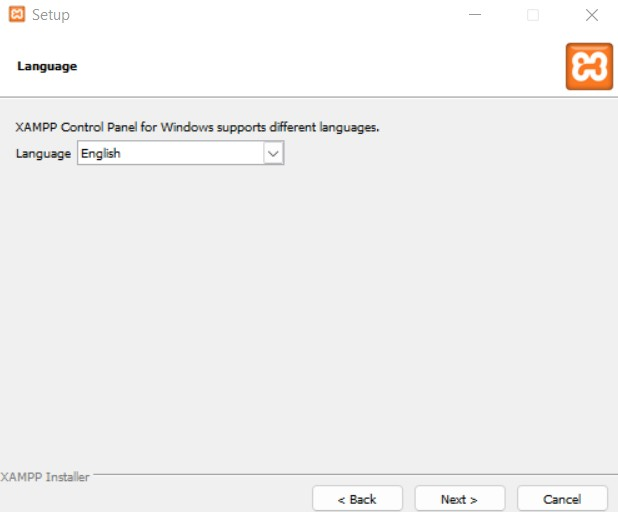 Setup
Language
XAMPP Control Panel for Windows supports different languages.
Language English
XAMPP Installer
< Back Next > Cancel